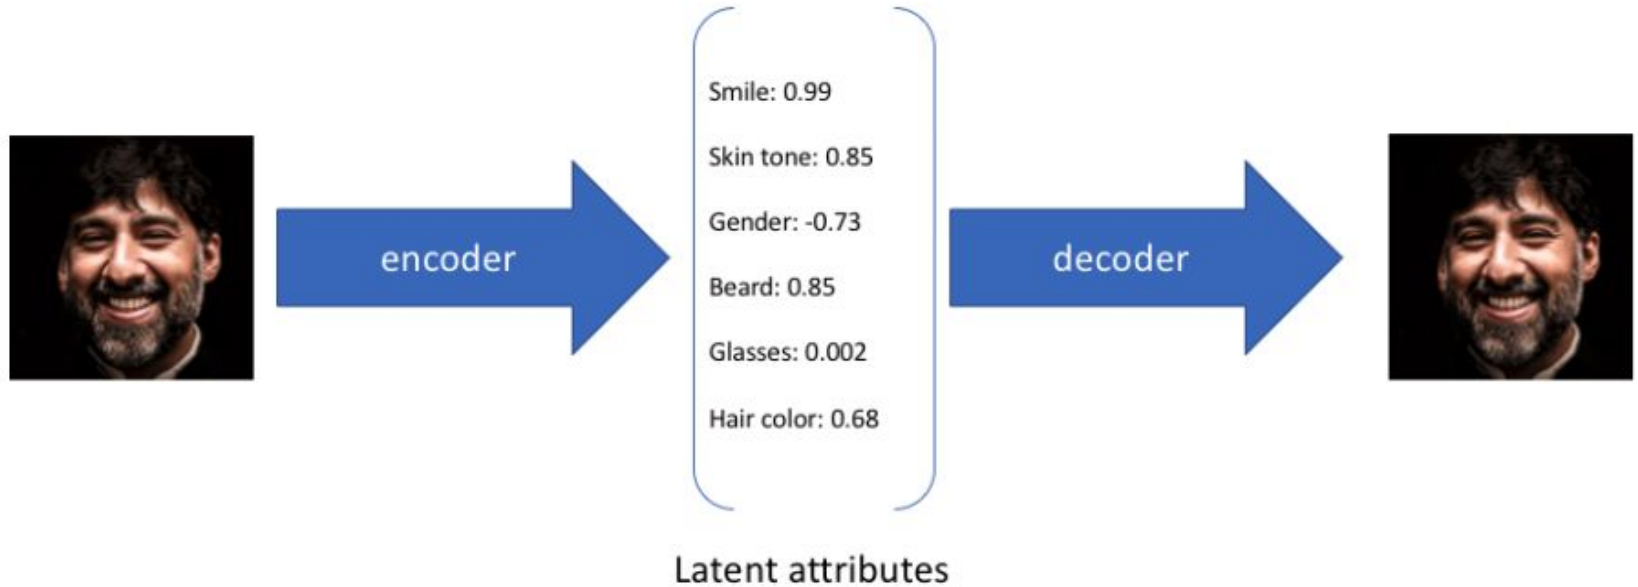 encoder
Smile: 0.99
Skin tone: 0.85
Gender: -0.73
Beard: 0.85
Glasses: 0.002
Hair color: 0.68
decoder
Latent attributes